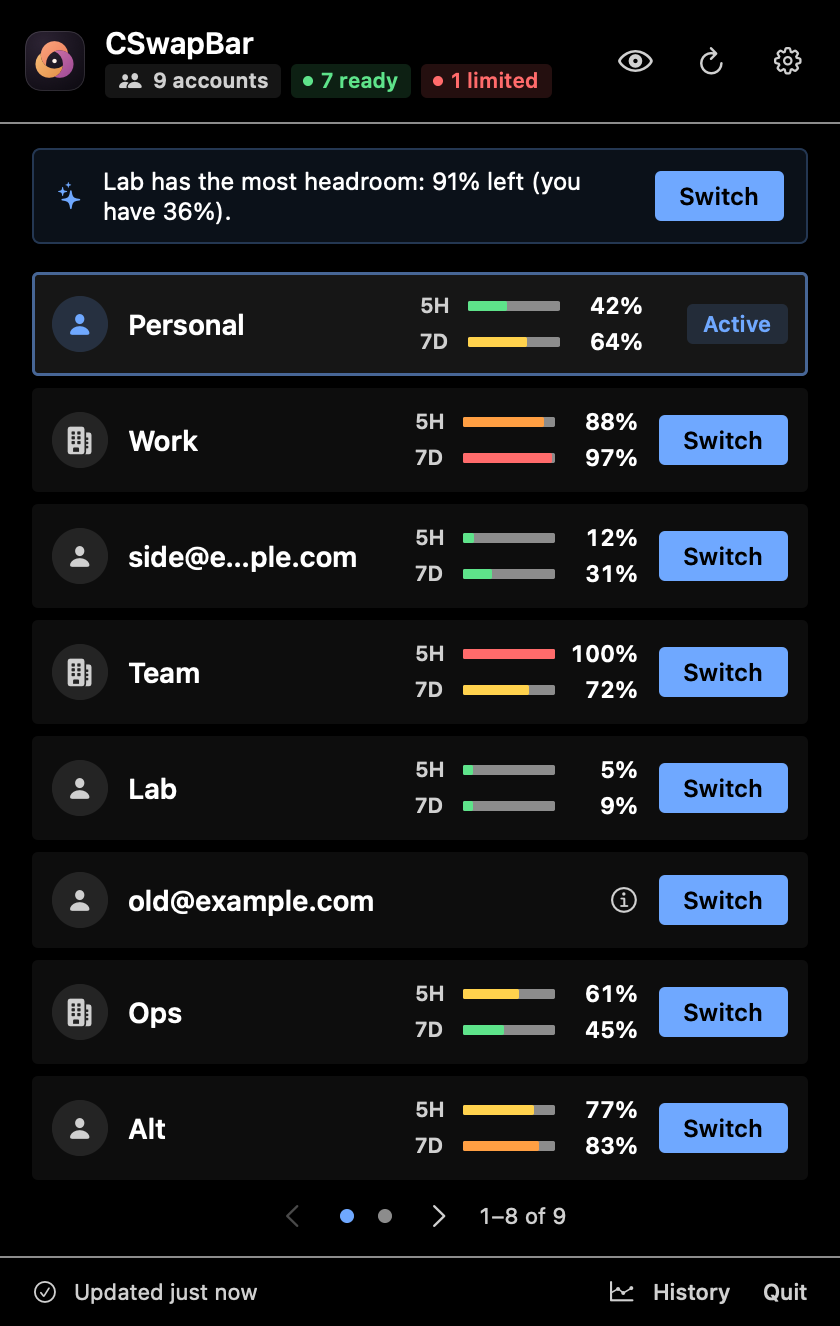 CSwapBar
9 accounts
7 ready
1 limited
Lab has the most headroom: 91% left (you
have 36%).
Switch
Personal
5H 42%
7D 64%
Active
Work
5H 88%
7D 97%
Switch
side@e...ple.com
5H 12%
7D 31%
Switch
Team
5H 100%
7D 72%
Switch
Lab
5H 5%
7D 9%
Switch
old@example.com
Switch
Ops
5H 61%
7D 45%
Switch
Alt
5H 77%
7D 83%
Switch
1–8 of 9
Updated just now
History
Quit